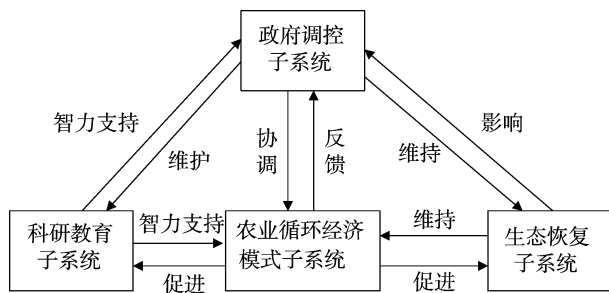 政府调控
子系统
智力支持
维护
协调
反馈
维持
影响
科研教育
子系统
智力支持
促进
农业循环经济
模式子系统
维持
促进
生态恢复
子系统